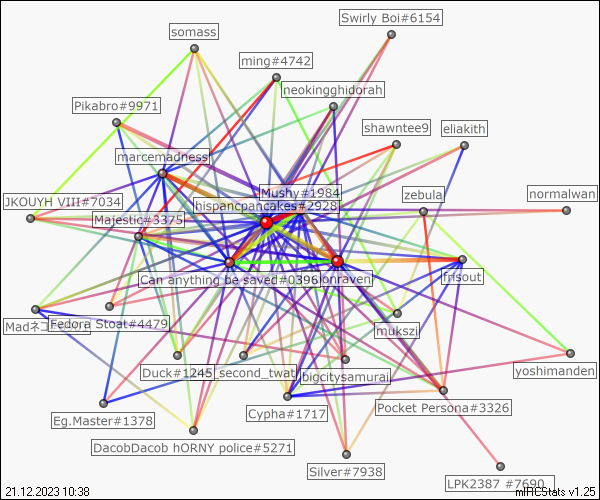 Swirly Boi#6154
somass
ming#4742
neokingghidorah
Pikabro#9971
shawntee9
eliakith
marcemadness
Mushy#1984
zebula
normalwan
JKOUYH VIII#7034
hispancpancakes#2928
Majestic#3375
Can anything be saved#0396
onraven
frisout
Madネコ
Fedora Stoat#4479
mukszi
Duck#1245
_second_twat
bigcitysamurai
yoshimanden
Eg.Master#1378
Cypha#1717
Pocket Persona#3326
DacobDacob hORNY police#5271
Silver#7938
LPK2387 #7690
21.12.2023 10:38
mIRCStats v1.25